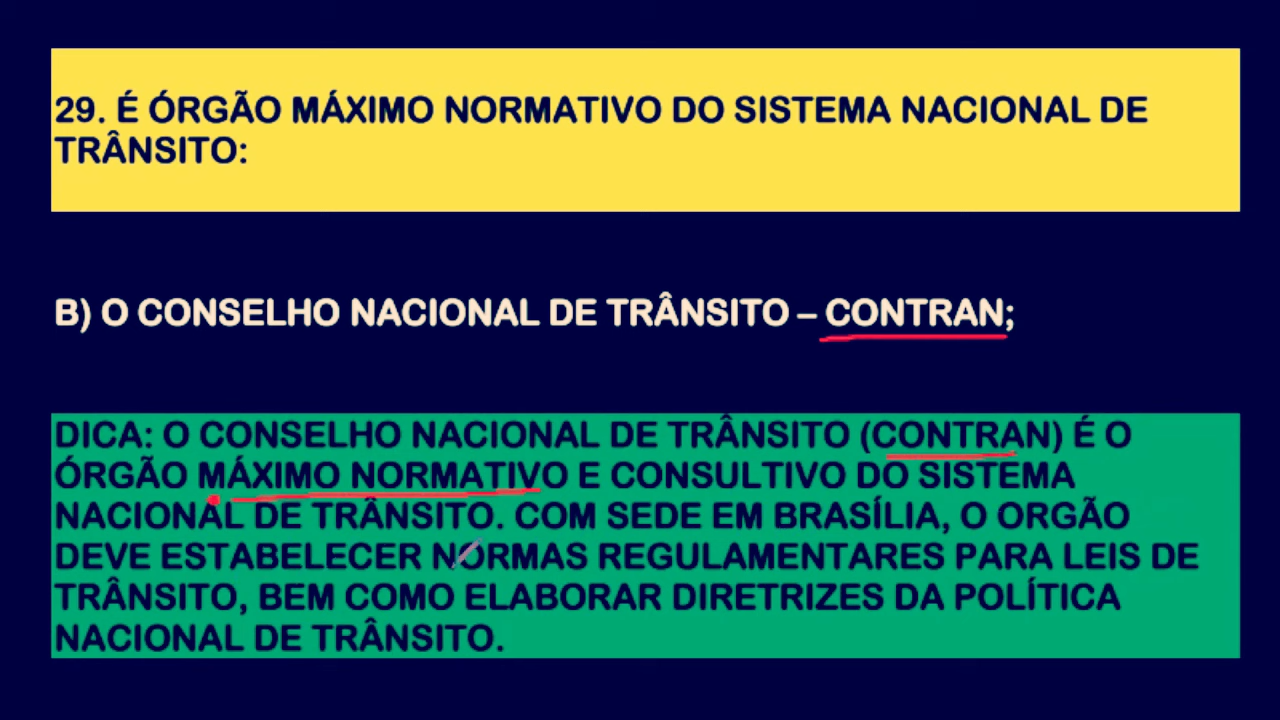 29. É ÓRGÃO MÁXIMO NORMATIVO DO SISTEMA NACIONAL DE
TRÂNSITO:
B) O CONSELHO NACIONAL DE TRÂNSITO – CONTRAN;
DICA: O CONSELHO NACIONAL DE TRÂNSITO (CONTRAN) É O
ÓRGÃO MÁXIMO NORMATIVO E CONSULTIVO DO SISTEMA
NACIONAL DE TRÂNSITO. COM SEDE EM BRASÍLIA, O ORGÃO
DEVE ESTABELECER NORMAS REGULAMENTARES PARA LEIS DE
TRÂNSITO, BEM COMO ELABORAR DIRETRIZES DA POLÍTICA
NACIONAL DE TRÂNSITO.